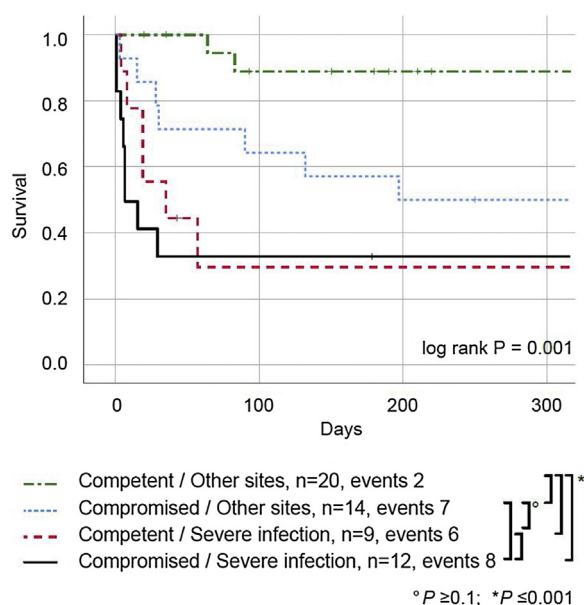 1.0
0.8
0.6
0.4
0.2
0.0
Survival
log rank P = 0.001
0 100 200 300
Days
Competent / Other sites, n=20, events 2
Compromised / Other sites, n=14, events 7
Competent / Severe infection, n=9, events 6
Compromised / Severe infection, n=12, events 8
° *
°P ≥0.1; *P ≤0.001